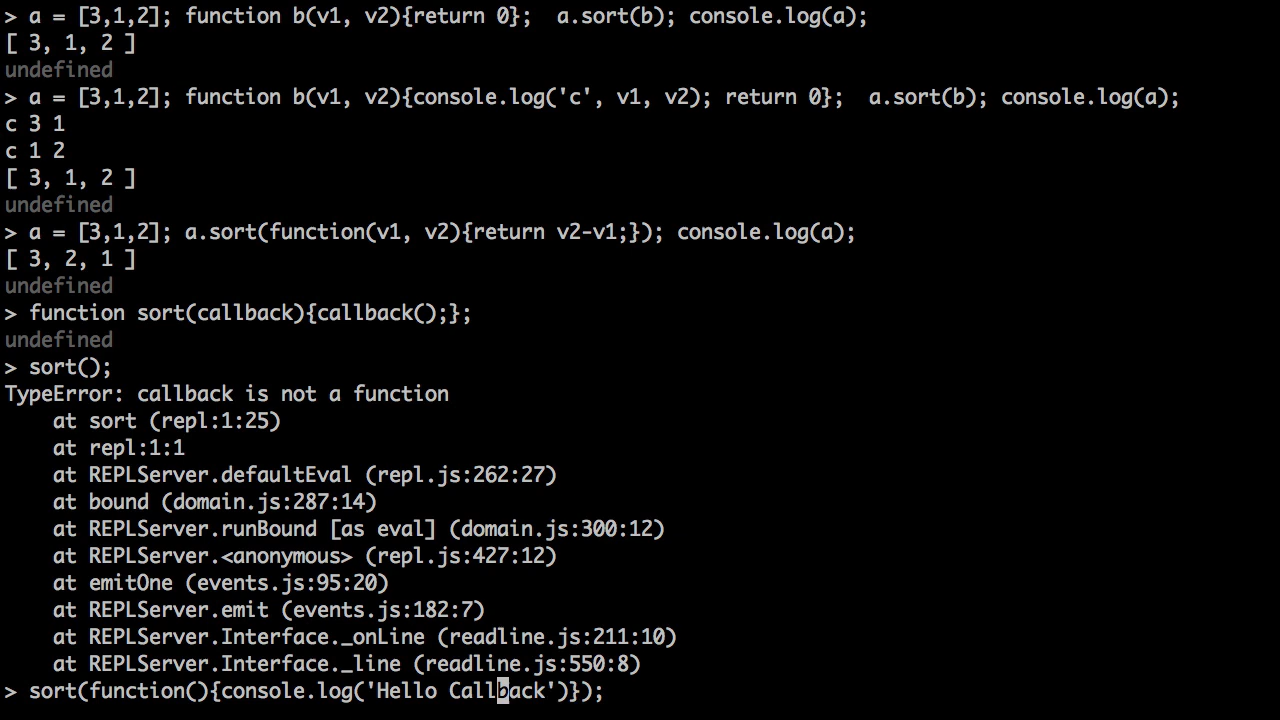 > a = [3,1,2]; function b(v1, v2){return 0};  a.sort(b); console.log(a);
[ 3, 1, 2 ]
undefined
> a = [3,1,2]; function b(v1, v2){console.log('c', v1, v2); return 0};  a.sort(b); console.log(a);
c 3 1
c 1 2
[ 3, 1, 2 ]
undefined
> a = [3,1,2]; a.sort(function(v1, v2){return v2-v1;}); console.log(a);
[ 3, 2, 1 ]
undefined
> function sort(callback){callback();};
undefined
> sort();
TypeError: callback is not a function
    at sort (repl:1:25)
    at repl:1:1
    at REPLServer.defaultEval (repl.js:262:27)
    at bound (domain.js:287:14)
    at REPLServer.runBound [as eval] (domain.js:300:12)
    at REPLServer.<anonymous> (repl.js:427:12)
    at emitOne (events.js:95:20)
    at REPLServer.emit (events.js:182:7)
    at REPLServer.Interface._onLine (readline.js:211:10)
    at REPLServer.Interface._line (readline.js:550:8)
> sort(function(){console.log('Hello Callback')});